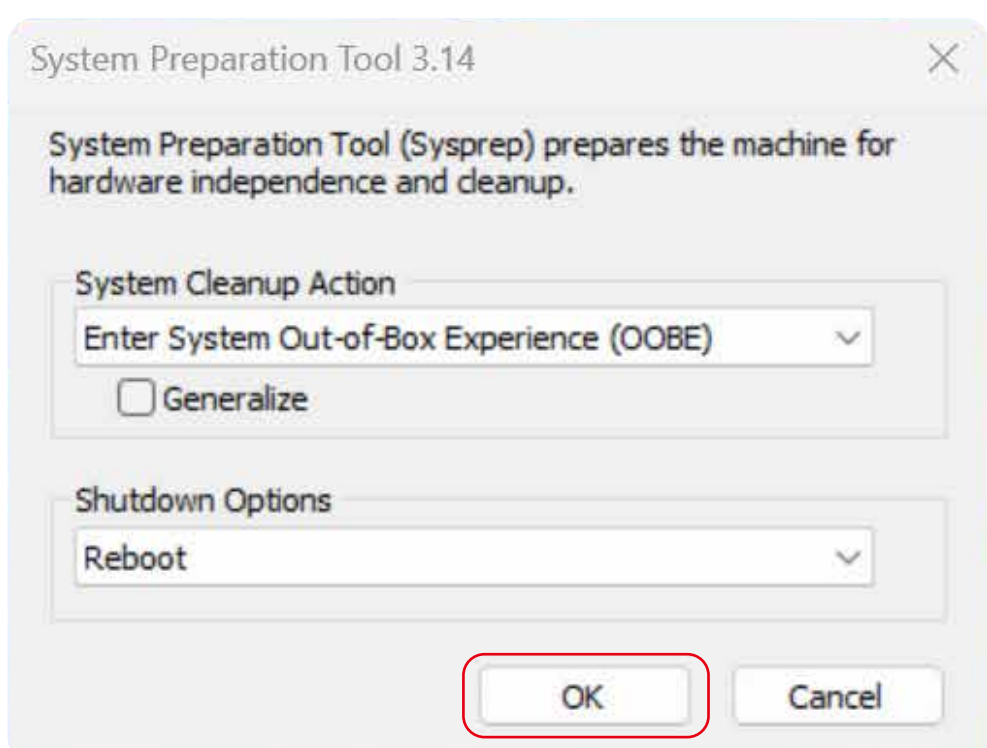 System Preparation Tool 3.14
System Preparation Tool (Sysprep) prepares the machine for
hardware independence and cleanup.
System Cleanup Action
Enter System Out-of-Box Experience (OOBE)
Generalize
Shutdown Options
Reboot
OK
Cancel